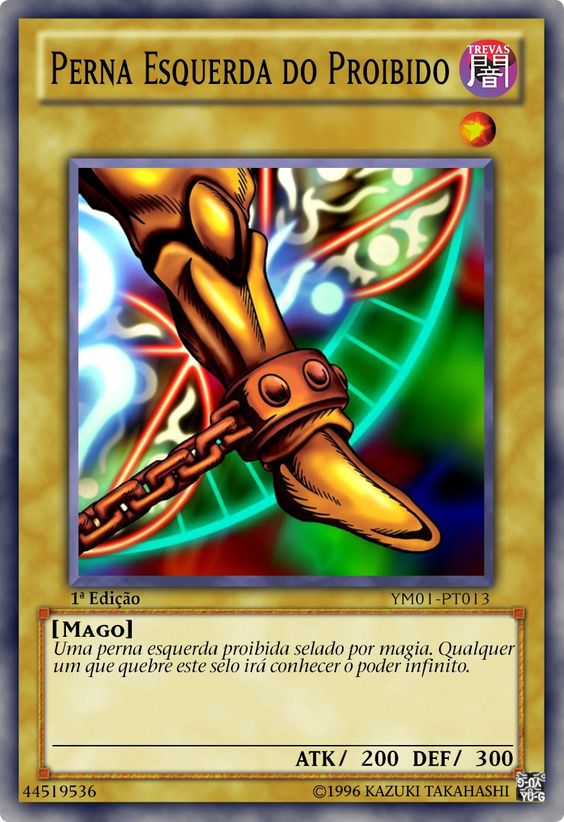 PERNA ESQUERDA DO PROIBIDO
TREVAS
闇
1ª Edição
YM01-PT013
[MAGO]
Uma perna esquerda proibida selado por magia. Qualquer
um que quebre este selo irá conhecer o poder infinito.
ATK/ 200 DEF/ 300
44519536
©1996 KAZUKI TAKAHASHI